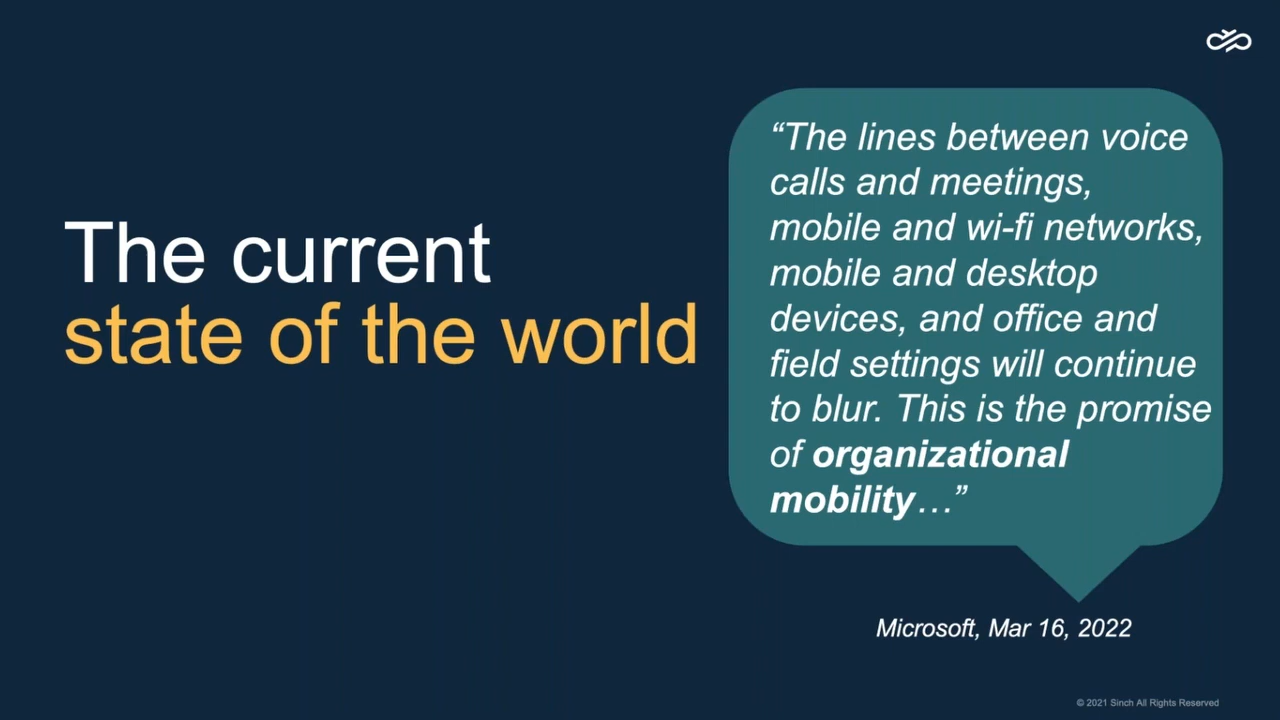 The current
state of the world
“The lines between voice
calls and meetings,
mobile and wi-fi networks,
mobile and desktop
devices, and office and
field settings will continue
to blur. This is the promise
of organizational
mobility…”
Microsoft, Mar 16, 2022
© 2021 Sinch All Rights Reserved